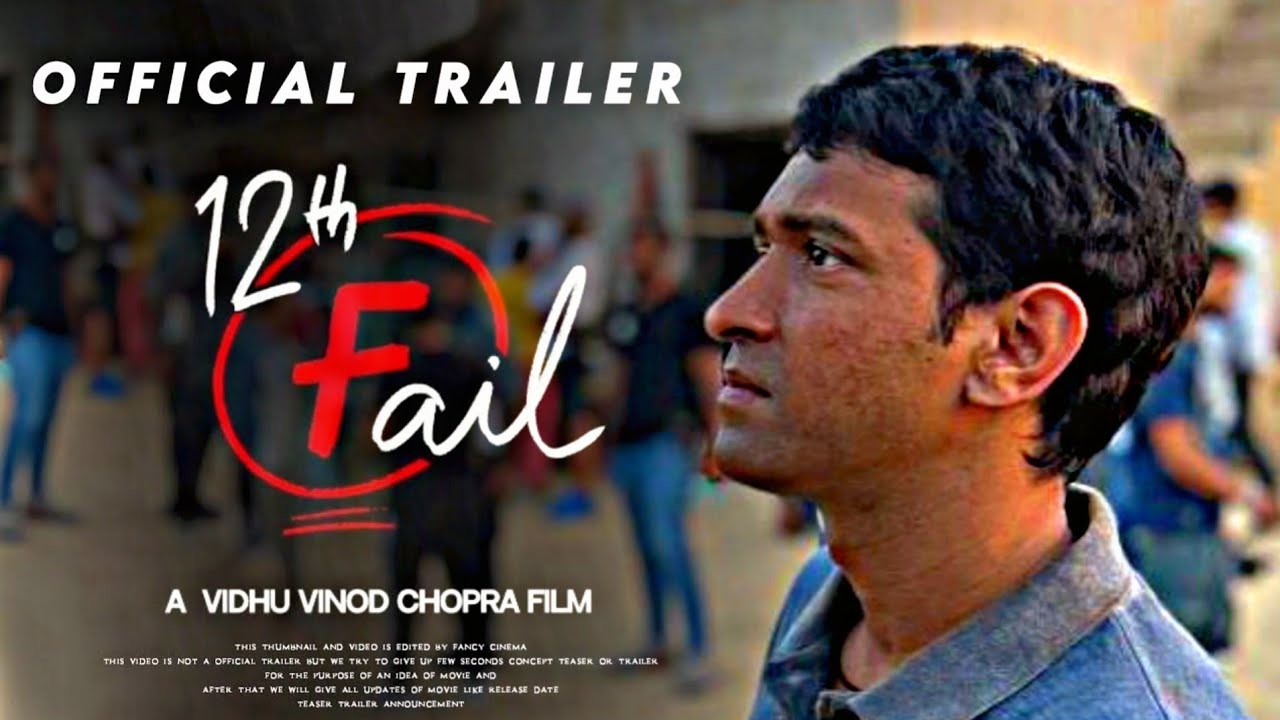 OFFICIAL TRAILER
12th
Fail
A VIDHU VINOD CHOPRA FILM
THIS THUMBNAIL AND VIDEO IS EDITED BY FANCY CINEMA
THIS VIDEO IS NOT A OFFICIAL TRAILER BUT WE TRY TO GIVE UP FEW SECONDS CONCEPT TEASER OR TRAILER
FOR THE PURPOSE OF AN IDEA OF MOVIE AND
AFTER THAT WE WILL GIVE ALL UPDATES OF MOVIE LIKE RELEASE DATE
TEASER TRAILER ANNOUNCEMENT